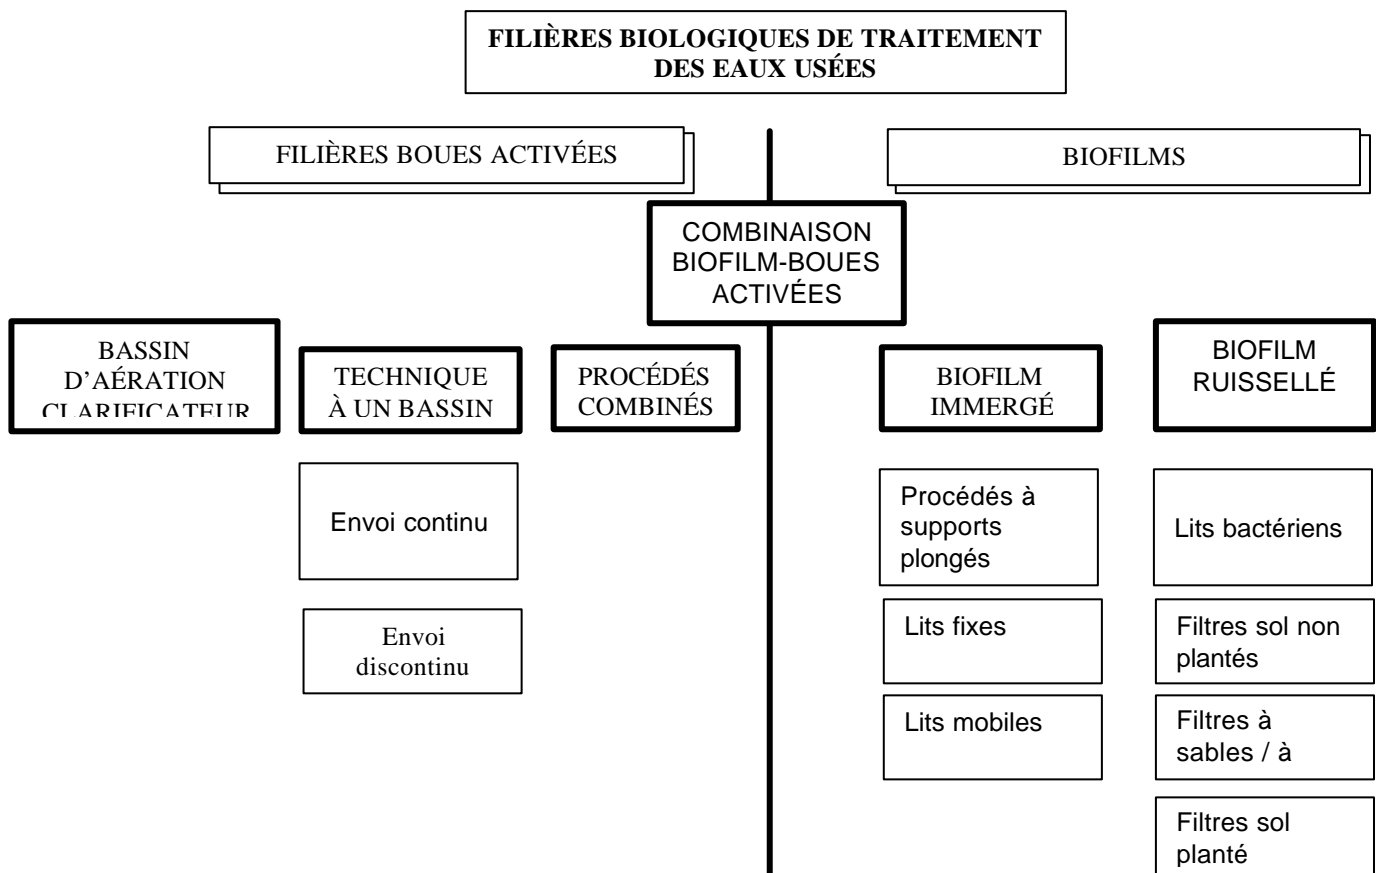 FILIÈRES BIOLOGIQUES DE TRAITEMENT
DES EAUX USÉES
FILIÈRES BOUES ACTIVÉES
BIOFILMS
COMBINAISON
BIOFILM-BOUES
ACTIVÉES
BASSIN
D’AÉRATION
CLARIFICATEUR
TECHNIQUE
À UN BASSIN
PROCÉDÉS
COMBINÉS
BIOFILM
IMMERGÉ
BIOFILM
RUISSELLÉ
Envoi continu
Envoi
discontinu
Procédés à
supports
plongés
Lits fixes
Lits mobiles
Lits bactériens
Filtres sol non
plantés
Filtres à
sables / à
Filtres sol
planté